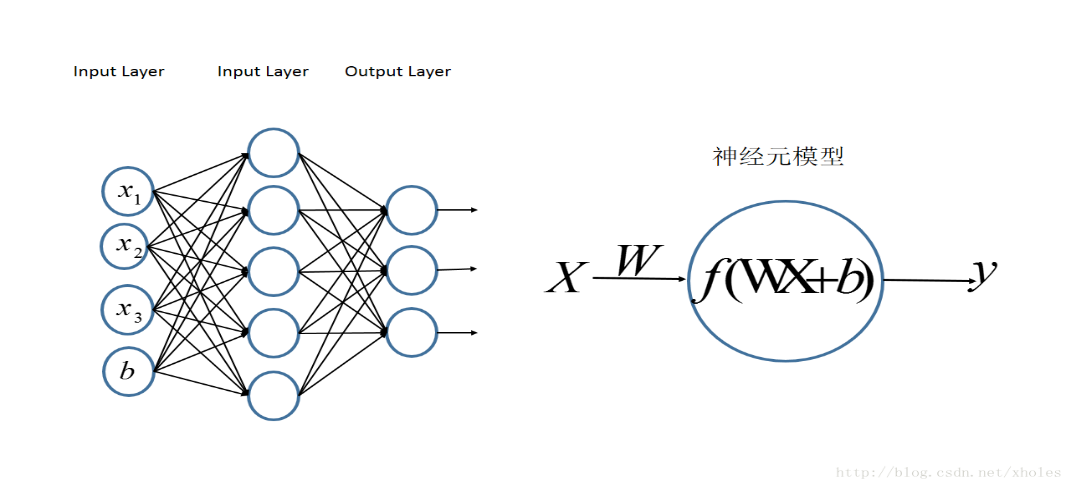 Input Layer Input Layer Output Layer
x1
x2
x3
b
神经元模型
X W f(WX+b) y
http://blog.csdn.net/xholes